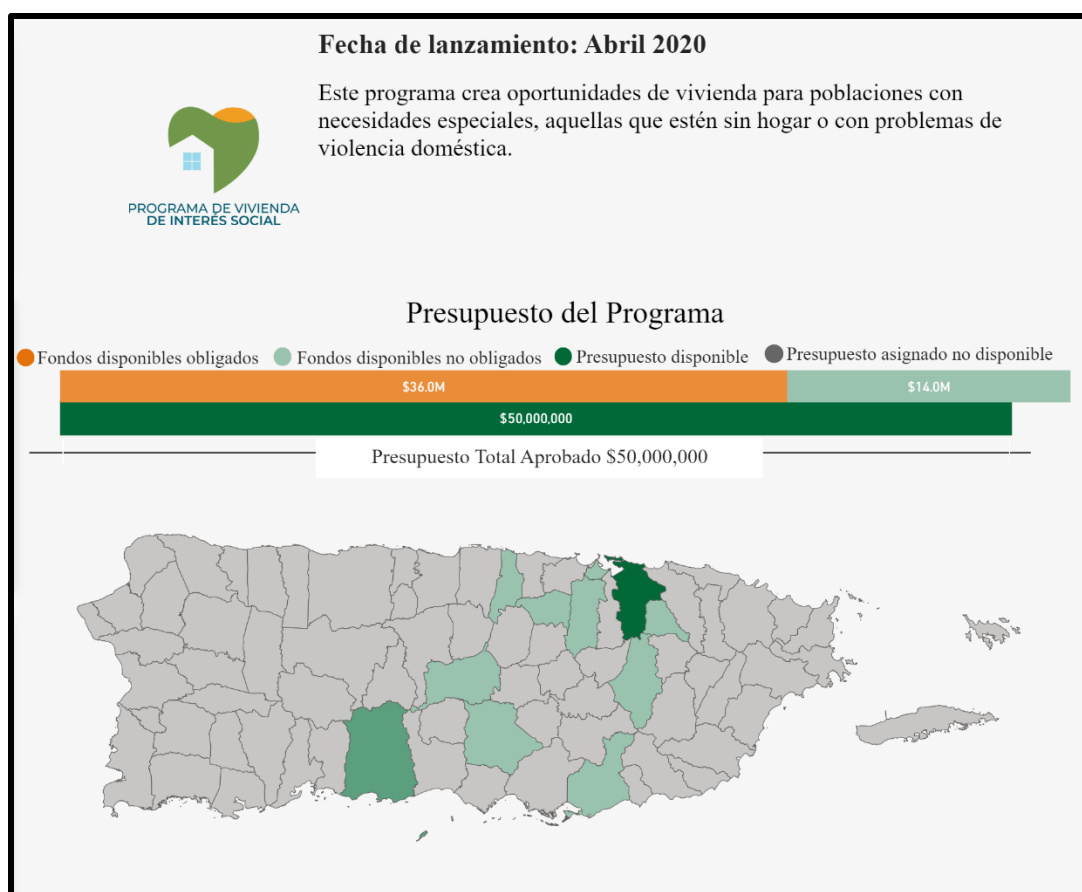 Fecha de lanzamiento: Abril 2020
Este programa crea oportunidades de vivienda para poblaciones con
necesidades especiales, aquellas que estén sin hogar o con problemas de
violencia doméstica.
PROGRAMA DE VIVIENDA
DE INTERÉS SOCIAL
Presupuesto del Programa
Fondos disponibles obligados Fondos disponibles no obligados Presupuesto disponible Presupuesto asignado no disponible
$36.0M $14.0M
$50,000,000
Presupuesto Total Aprobado $50,000,000